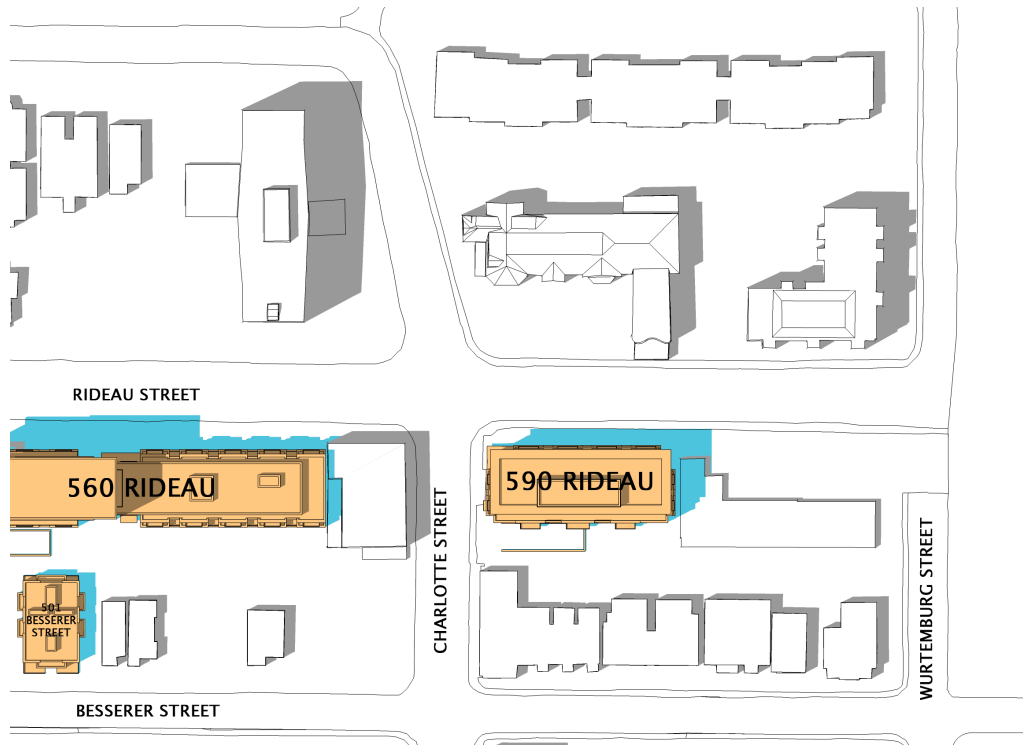 RIDEAU STREET
560 RIDEAU
590 RIDEAU
CHARLOTTE STREET
WURTEMBURG STREET
501
BESSERER
STREET
BESSERER STREET